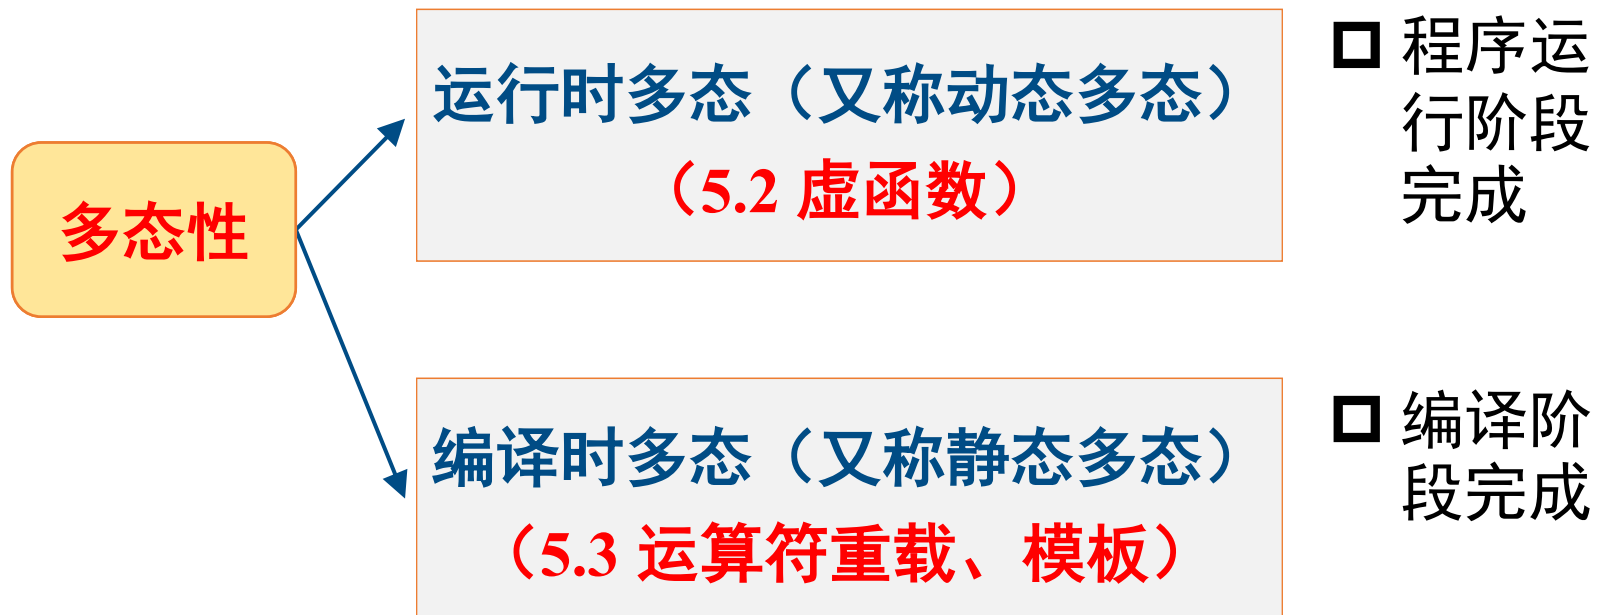 多态性
运行时多态（又称动态多态）
（5.2 虚函数）
程序运
行阶段
完成
编译时多态（又称静态多态）
（5.3 运算符重载、模板）
编译阶
段完成